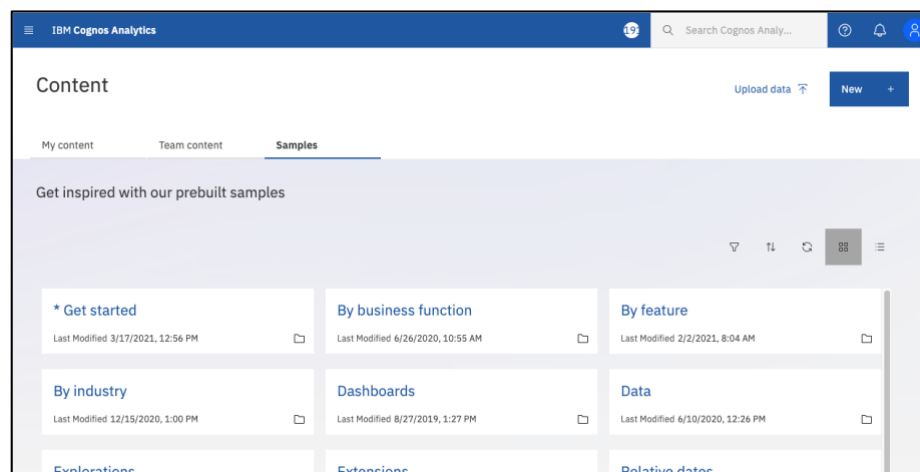 IBM Cognos Analytics
Search Cognos Analy...
Content
Upload data
New +
My content Team content Samples
Get inspired with our prebuilt samples
* Get started By business function By feature
Last Modified 3/17/2021, 12:56 PM Last Modified 6/26/2020, 10:55 AM Last Modified 2/2/2021, 8:04 AM
By industry Dashboards Data
Last Modified 12/15/2020, 1:00 PM Last Modified 8/27/2019, 1:27 PM Last Modified 6/10/2020, 12:26 PM
Explorations Extensions Relative dates